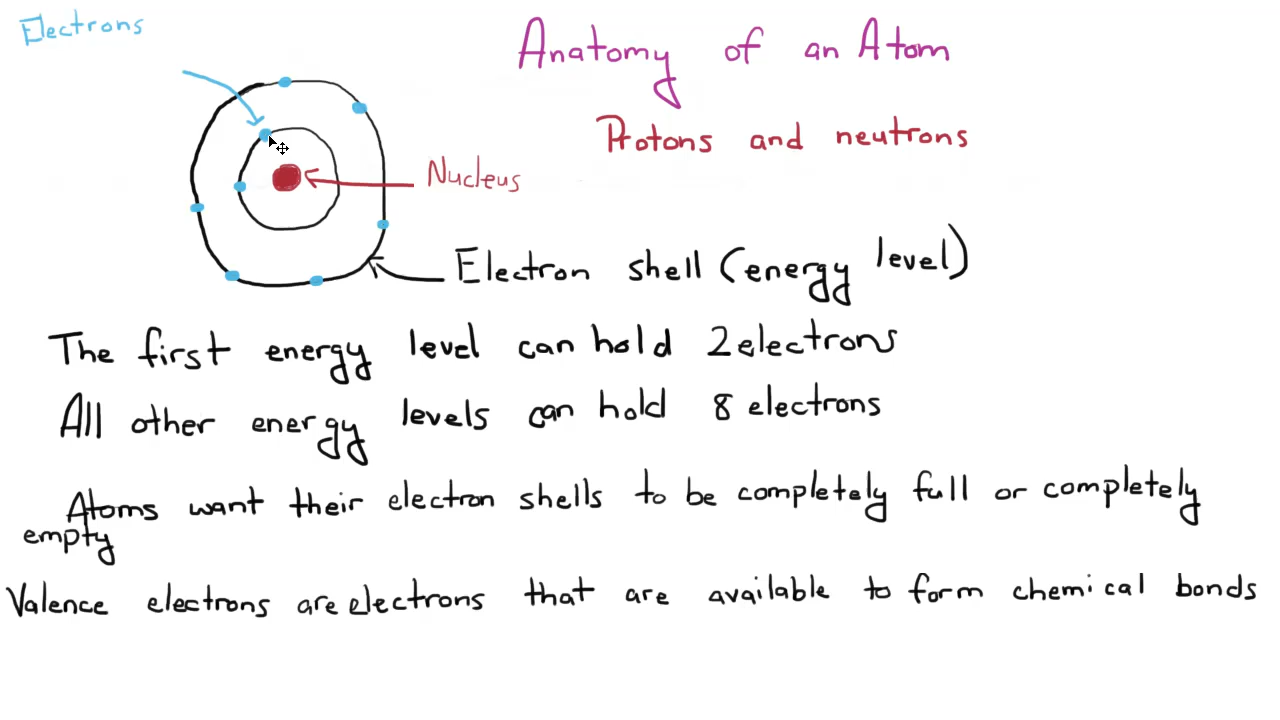 Electrons
Anatomy of an Atom
Protons and neutrons
Nucleus
Electron shell (energy level)
The first energy level can hold 2 electrons
All other energy levels can hold 8 electrons
Atoms want their electron shells to be completely full or completely
empty
Valence electrons are electrons that are available to form chemical bonds